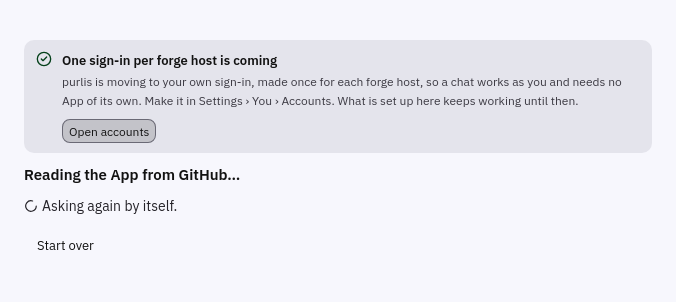 One sign-in per forge host is coming
purlis is moving to your own sign-in, made once for each forge host, so a chat works as you and needs no
App of its own. Make it in Settings › You › Accounts. What is set up here keeps working until then.
Open accounts
Reading the App from GitHub...
Asking again by itself.
Start over